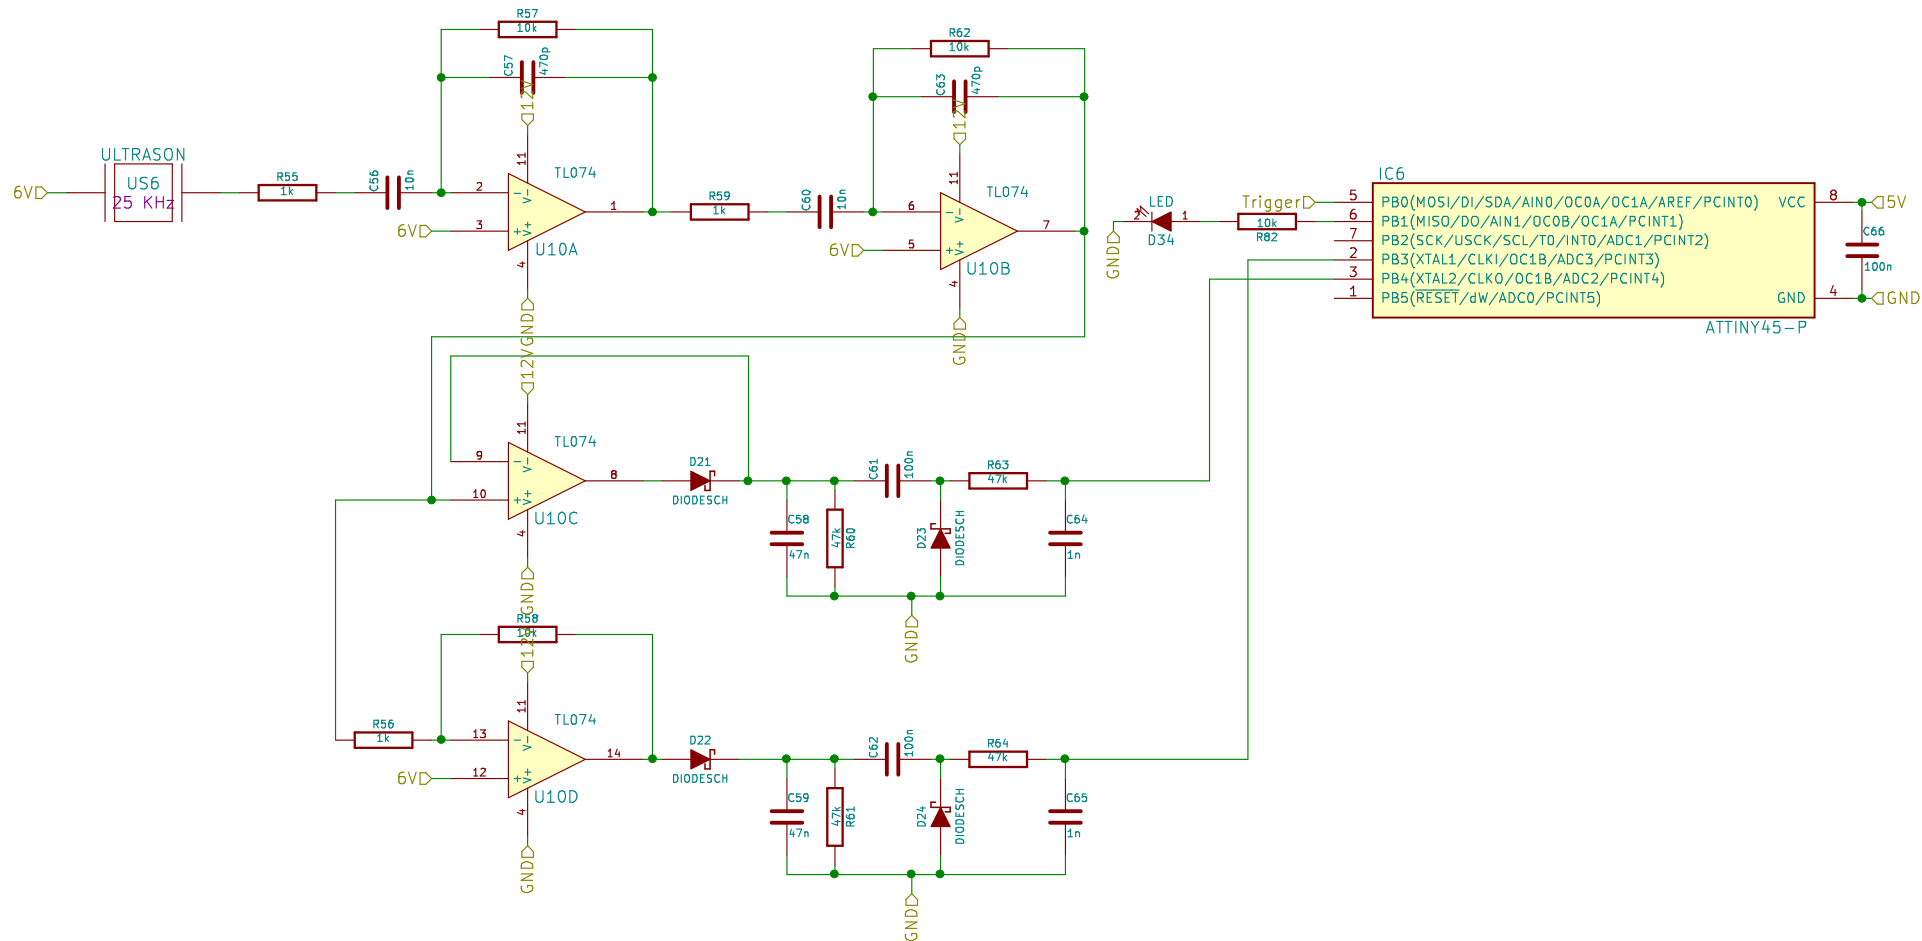 R57
10k
C57
470p
12V
11
ULTRASON
US6
25 KHz
6V
R55
1k
C56
10n
2
3
6V
TL074
1
U10A
V-
V+
4
GND
R59
1k
C60
10n
R62
10k
C63
470p
12V
11
6
5
6V
TL074
7
U10B
V-
V+
4
GND
LED
2
1
D34
GND
R82
10k
Trigger
IC6
5 PB0(MOSI/DI/SDA/AIN0/OC0A/OC1A/AREF/PCINT0) VCC 8
6 PB1(MISO/DO/AIN1/OC0B/OC1A/PCINT1)
7 PB2(SCK/USCK/SCL/T0/INT0/ADC1/PCINT2)
2 PB3(XTAL1/CLKI/OC1B/ADC3/PCINT3)
3 PB4(XTAL2/CLKO/OC1B/ADC2/PCINT4)
1 PB5(RESET/dW/ADC0/PCINT5) GND 4
ATTINY45-P
5V
C66
100n
GND
12V
11
9
10
TL074
8
U10C
V-
V+
4
GND
D21
DIODESCH
C58
47n
47k
R60
C61
100n
D23
DIODESCH
R63
47k
C64
1n
GND
R58
10k
12V
11
R56
1k
13
12
6V
TL074
14
U10D
V-
V+
4
GND
D22
DIODESCH
C59
47n
47k
R61
C62
100n
D24
DIODESCH
R64
47k
C65
1n
GND